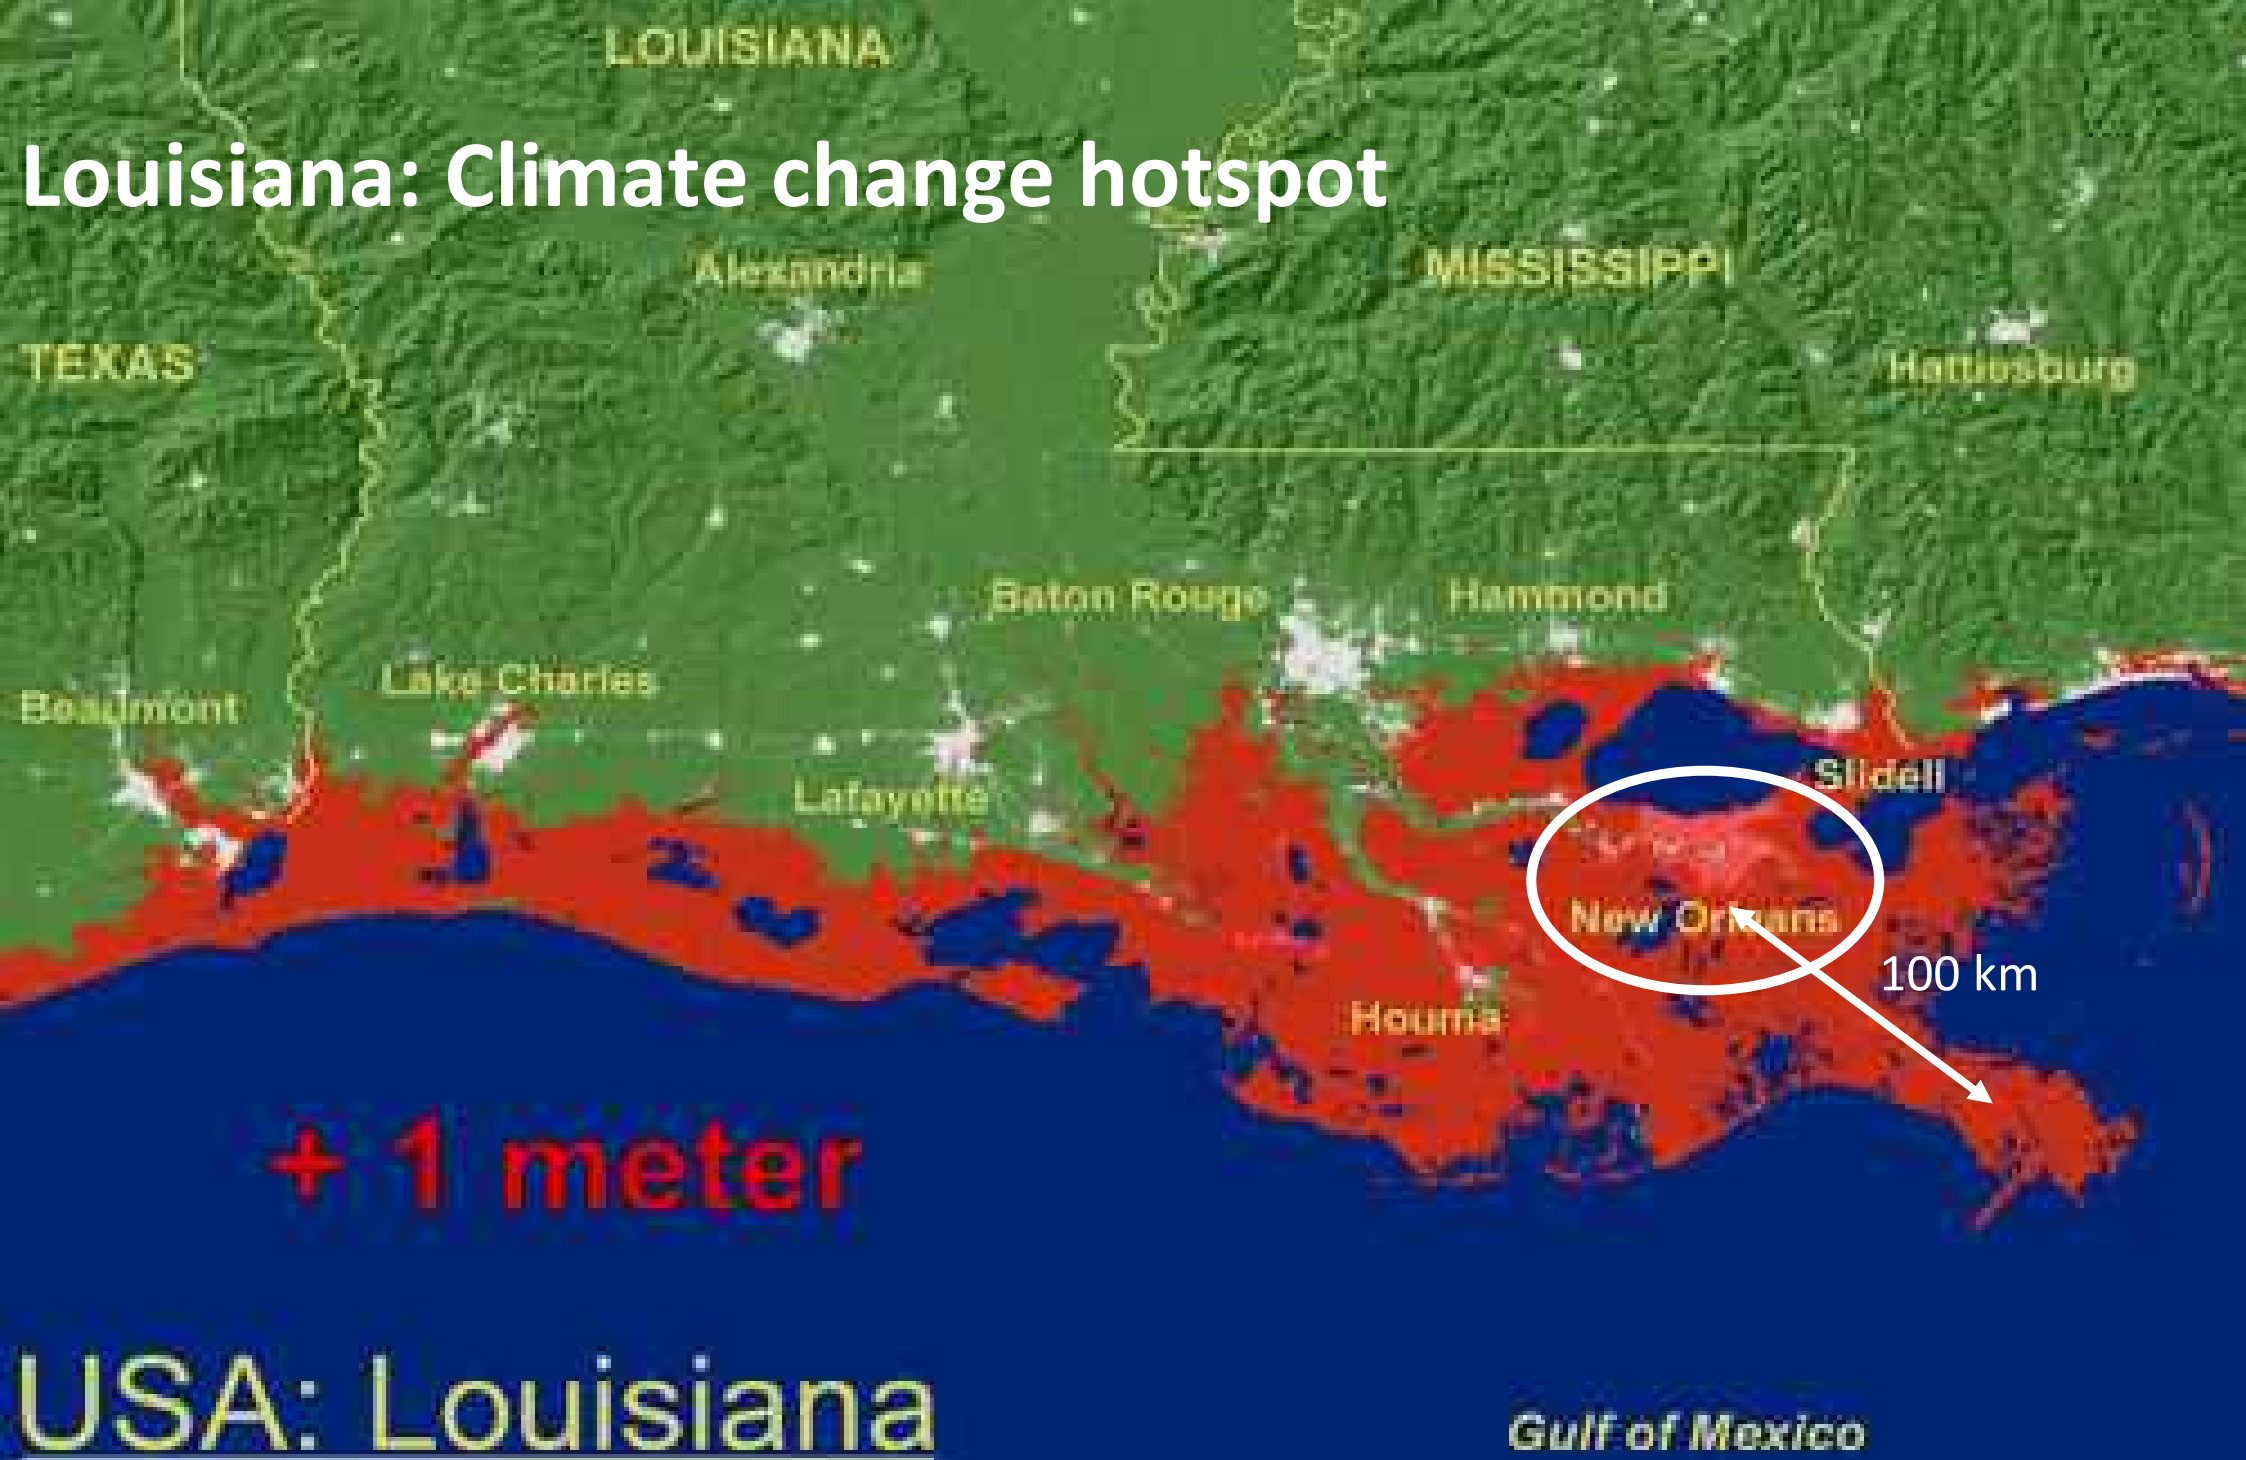 LOUISIANA
Louisiana: Climate change hotspot
Alexandria
MISSISSIPPI
TEXAS
Hattiesburg
Baton Rouge
Hammond
Lake Charles
Beaumont
Slidell
Lafayette
New Orleans
100 km
Houma
+ 1 meter
USA: Louisiana
Gulf of Mexico